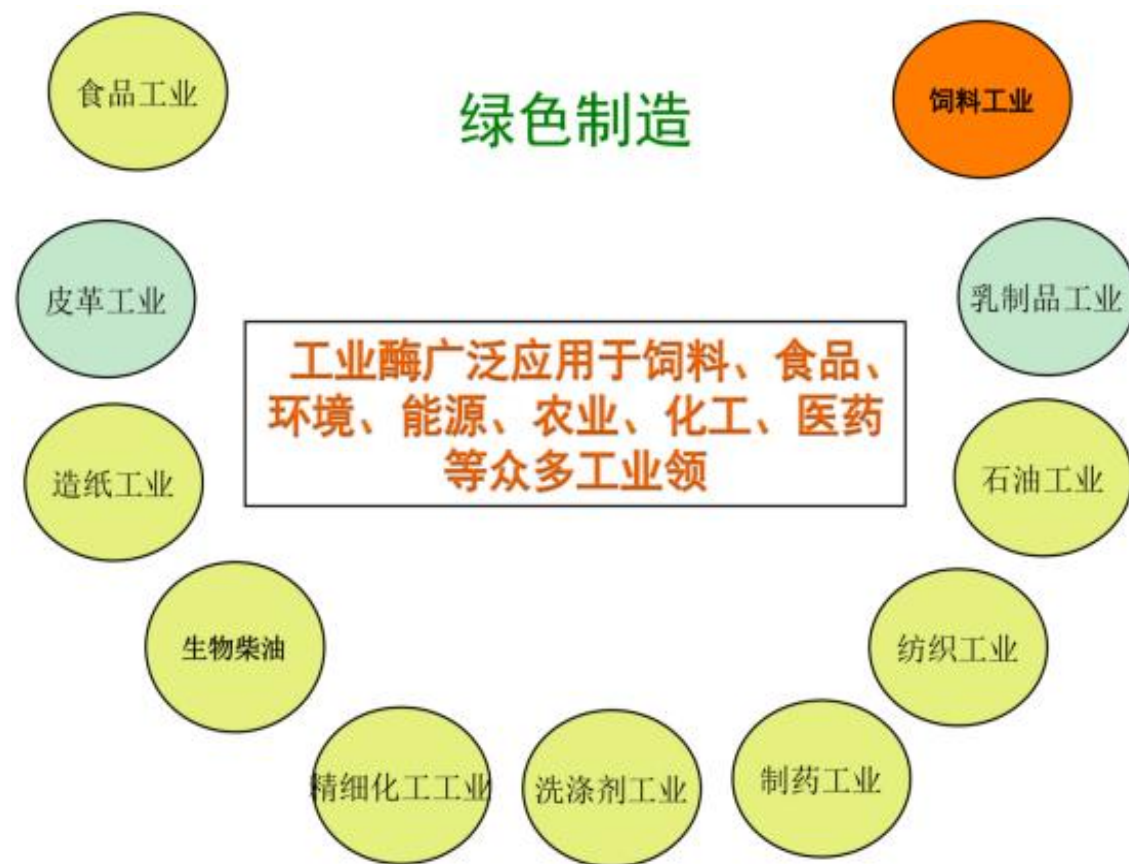 食品工业
绿色制造
饲料工业
皮革工业
乳制品工业
工业酶广泛应用于饲料、食品、
环境、能源、农业、化工、医药
等众多工业领
造纸工业
石油工业
生物柴油
纺织工业
精细化工工业
洗涤剂工业
制药工业